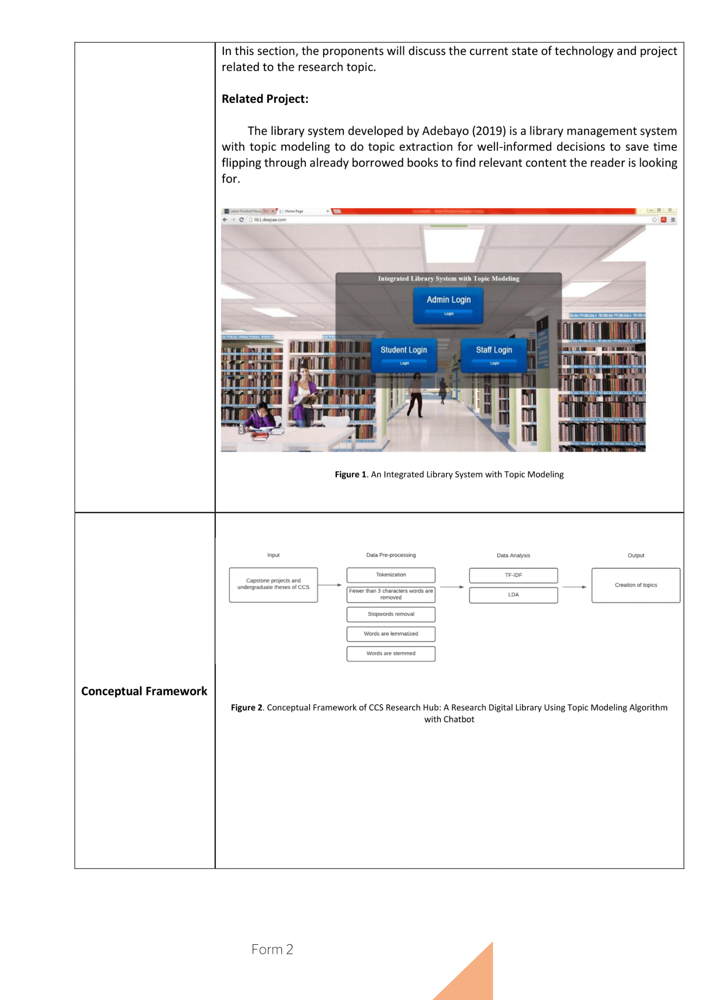 In this section, the proponents will discuss the current state of technology and project
related to the research topic.
Related Project:
The library system developed by Adebayo (2019) is a library management system
with topic modeling to do topic extraction for well-informed decisions to save time
flipping through already borrowed books to find relevant content the reader is looking
for.
Latest Football News, Tra
Home Page
lib1.deepae.com
Integrated Library System with Topic Modeling
Admin Login
Login
Student Login
Login
Staff Login
Login
Figure 1. An Integrated Library System with Topic Modeling
Conceptual Framework
Input
Capstone projects and
undergraduate theses of CCS
Data Pre-processing
Tokenization
Fewer than 3 characters words are
removed
Stopwords removal
Words are lemmatized
Words are stemmed
Data Analysis
TF-IDF
LDA
Output
Creation of topics
Figure 2. Conceptual Framework of CCS Research Hub: A Research Digital Library Using Topic Modeling Algorithm
with Chatbot
Form 2